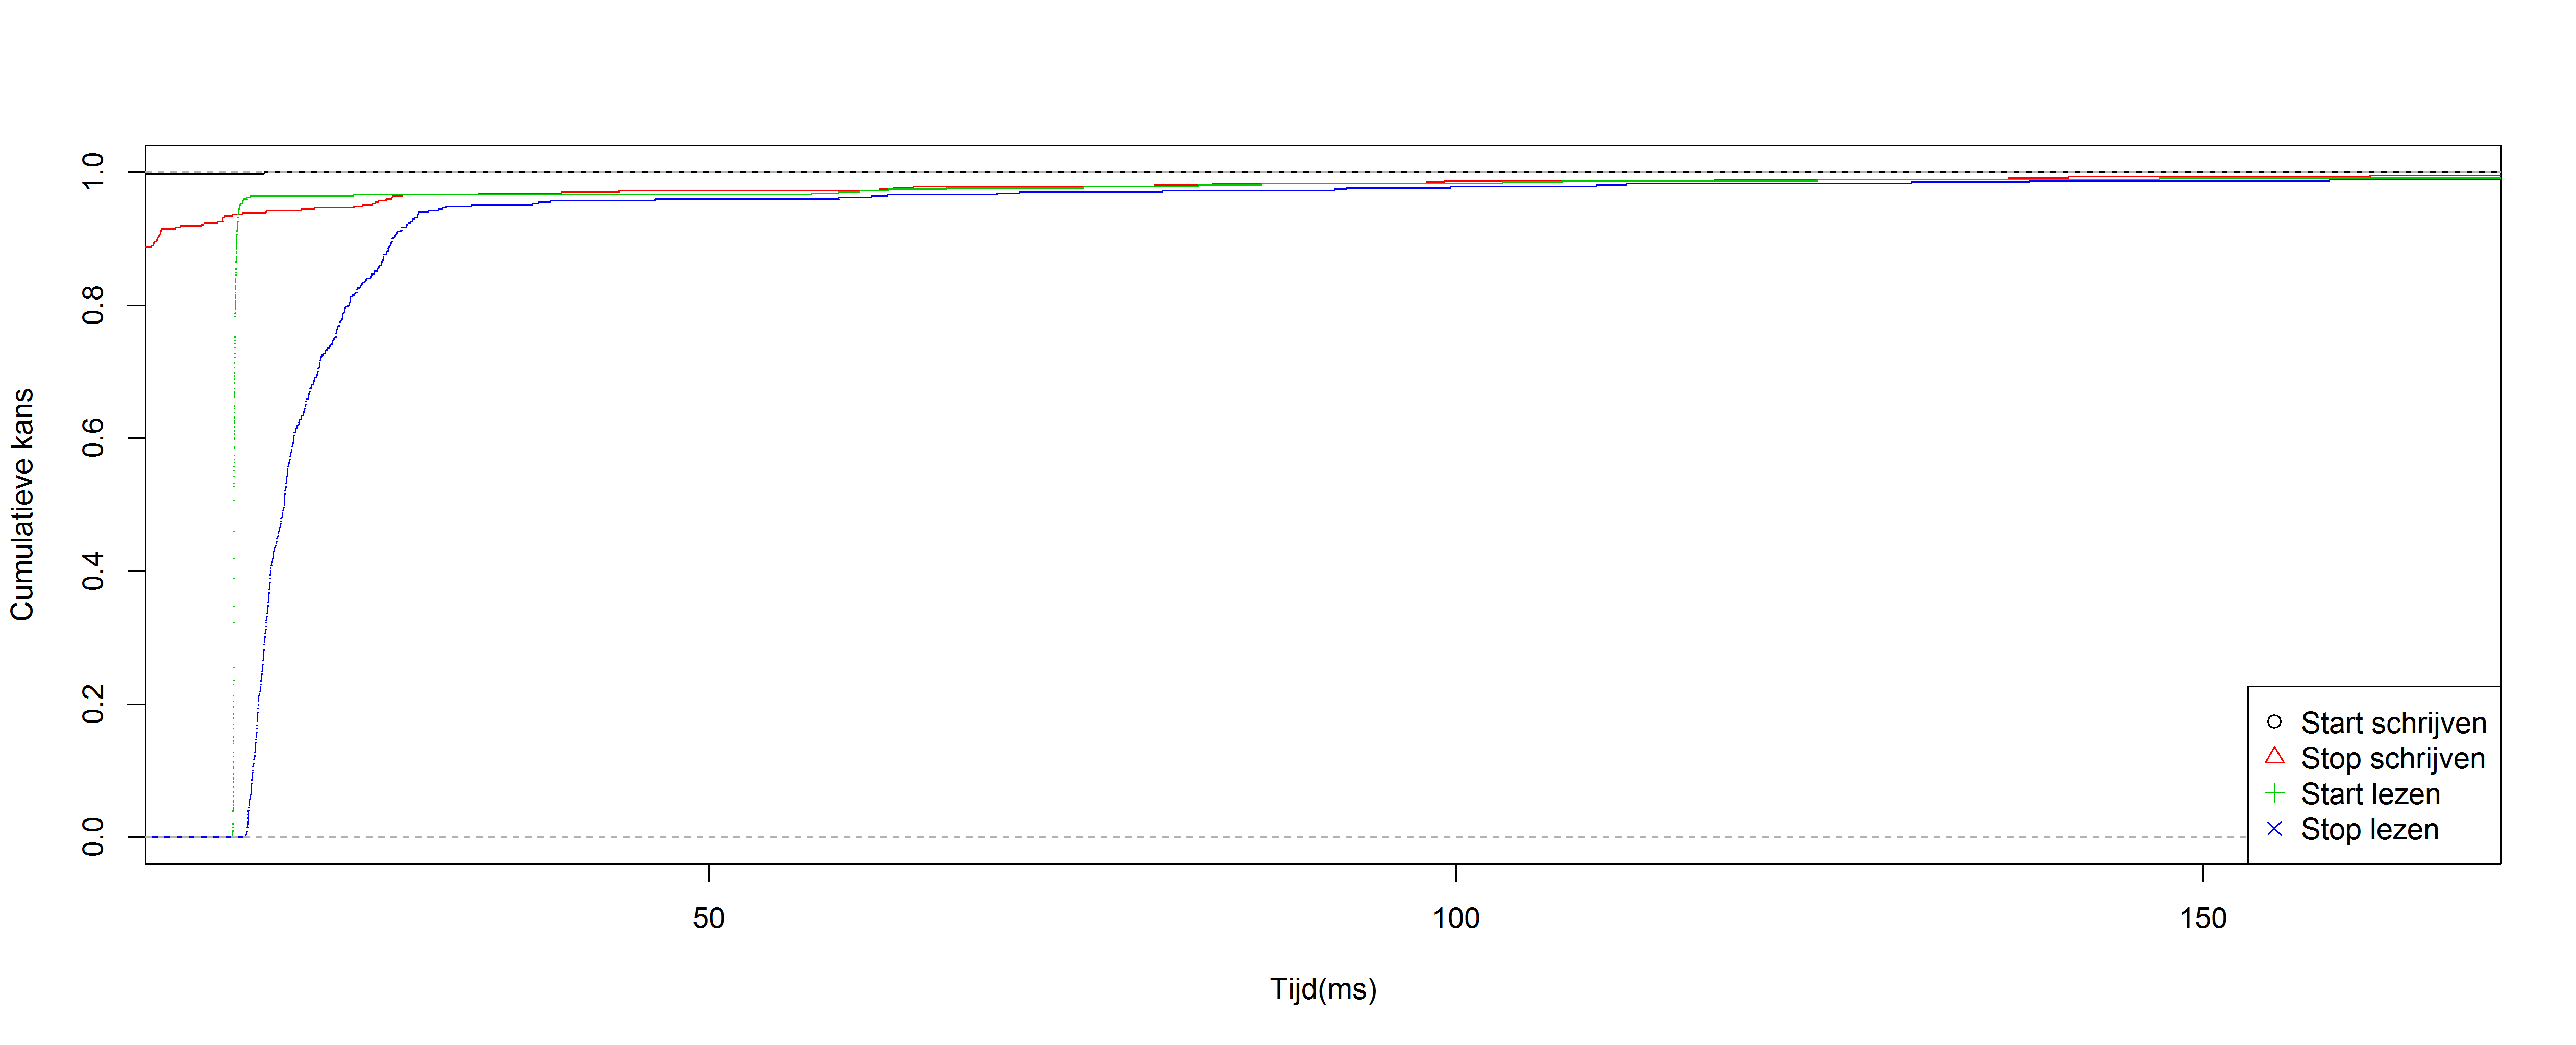 Cumulatieve kans
1.0
0.8
0.6
0.4
0.2
0.0
50
100
150
Tijd(ms)
Start schrijven
Stop schrijven
Start lezen
Stop lezen